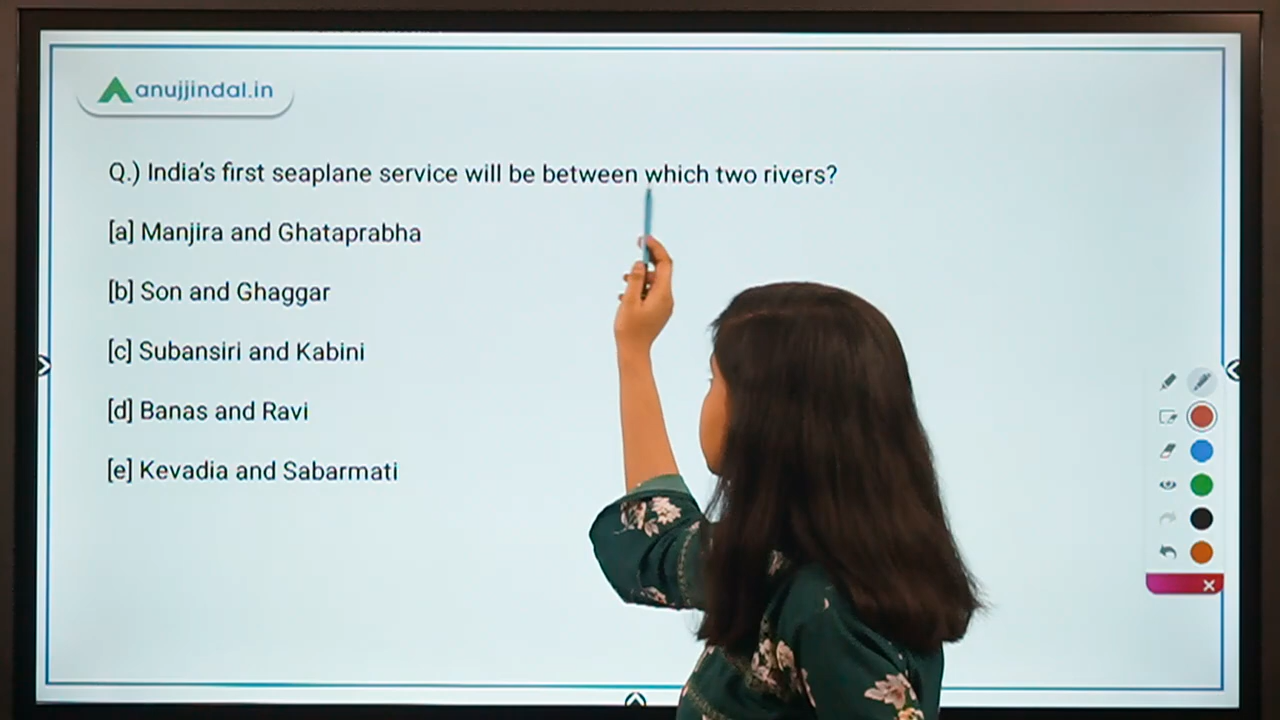 anujjindal.in
Q.) India's first seaplane service will be between which two rivers?
[a] Manjira and Ghataprabha
[b] Son and Ghaggar
[c] Subansiri and Kabini
[d] Banas and Ravi
[e] Kevadia and Sabarmati